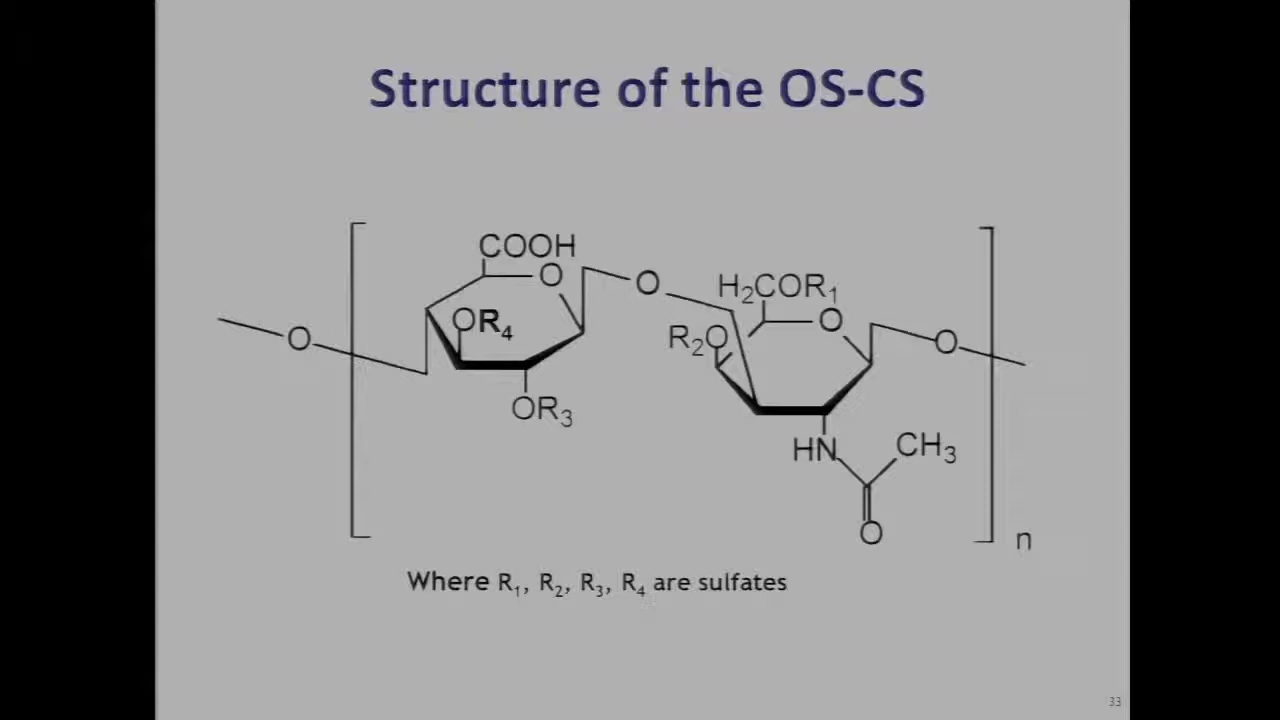 Structure of the OS-CS
COOH
O
O
H₂COR₁
OR₄
R₂O
O
O
O
OR₃
HN
CH₃
O
n
Where R₁, R₂, R₃, R₄ are sulfates
33